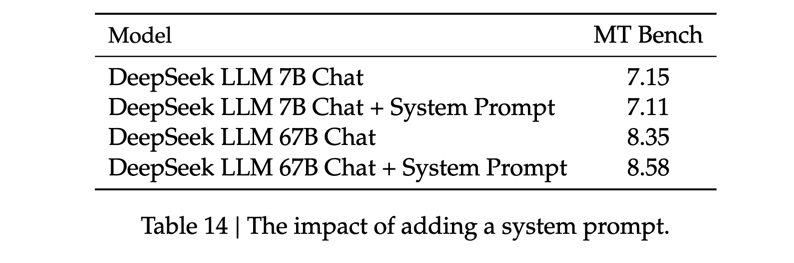 Model MT Bench
DeepSeek LLM 7B Chat 7.15
DeepSeek LLM 7B Chat + System Prompt 7.11
DeepSeek LLM 67B Chat 8.35
DeepSeek LLM 67B Chat + System Prompt 8.58
Table 14 | The impact of adding a system prompt.